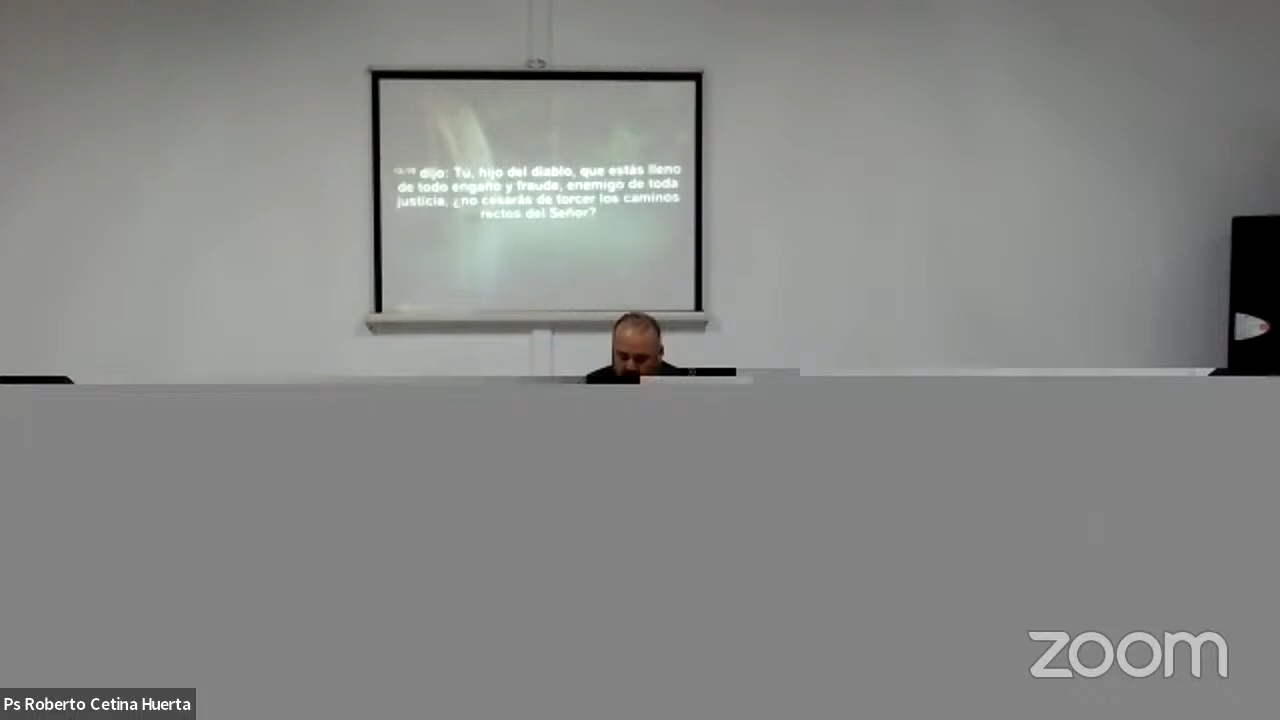 dijo: Tú, hijo del diablo, que estás lleno
de todo engaño y fraude, enemigo de toda
justicia, ¿no cesarás de torcer los caminos
rectos del Señor?
zoom
Ps Roberto Cetina Huerta